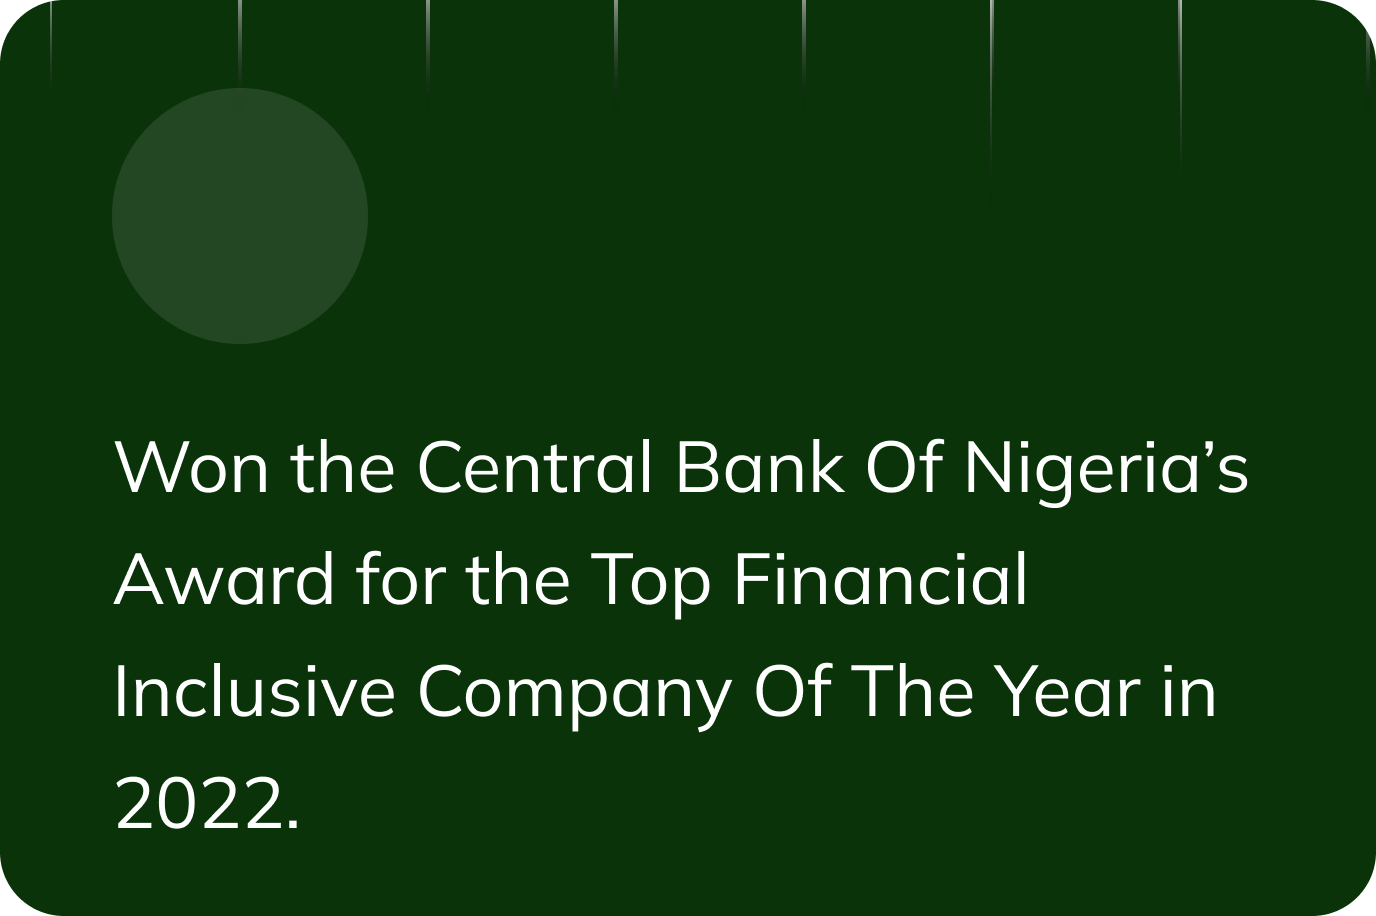 Won the Central Bank Of Nigeria’s
Award for the Top Financial
Inclusive Company Of The Year in
2022.